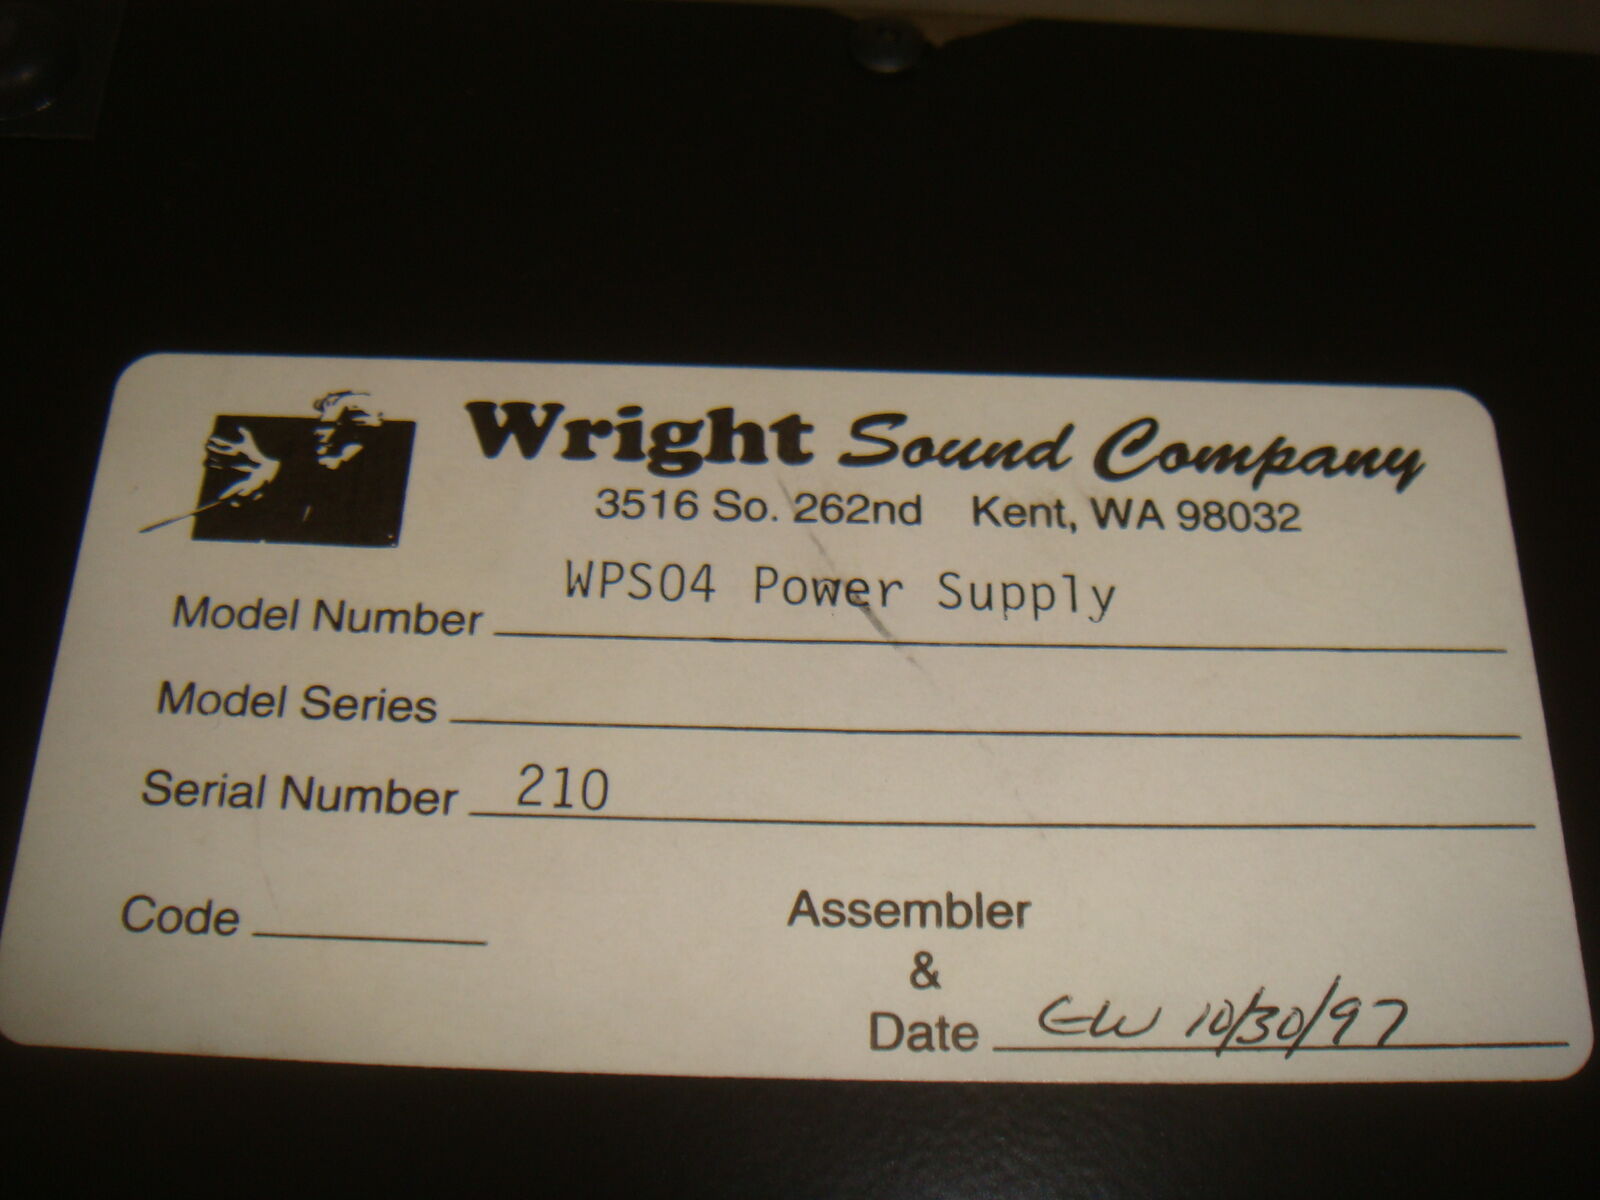 Wright Sound Company
3516 So. 262nd Kent, WA 98032
Model Number WPS04 Power Supply
Model Series
Serial Number 210
Code
Assembler
&
Date GW 10/30/97